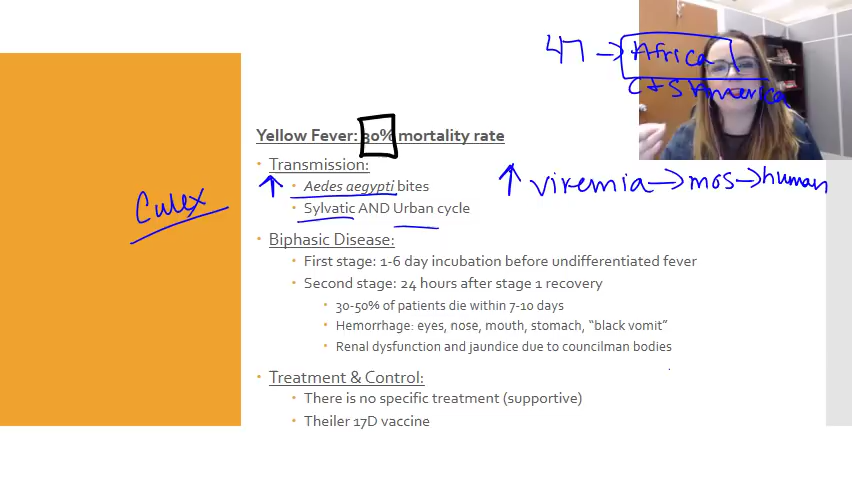 47 → Africa
C + S America
Yellow Fever: 30% mortality rate
Transmission:
↑ Aedes aegypti bites
↑ viremia → mos → human
Sylvatic AND Urban cycle
Culex
Biphasic Disease:
First stage: 1-6 day incubation before undifferentiated fever
Second stage: 24 hours after stage 1 recovery
30-50% of patients die within 7-10 days
Hemorrhage: eyes, nose, mouth, stomach, “black vomit”
Renal dysfunction and jaundice due to councilman bodies
Treatment & Control:
There is no specific treatment (supportive)
Theiler 17D vaccine